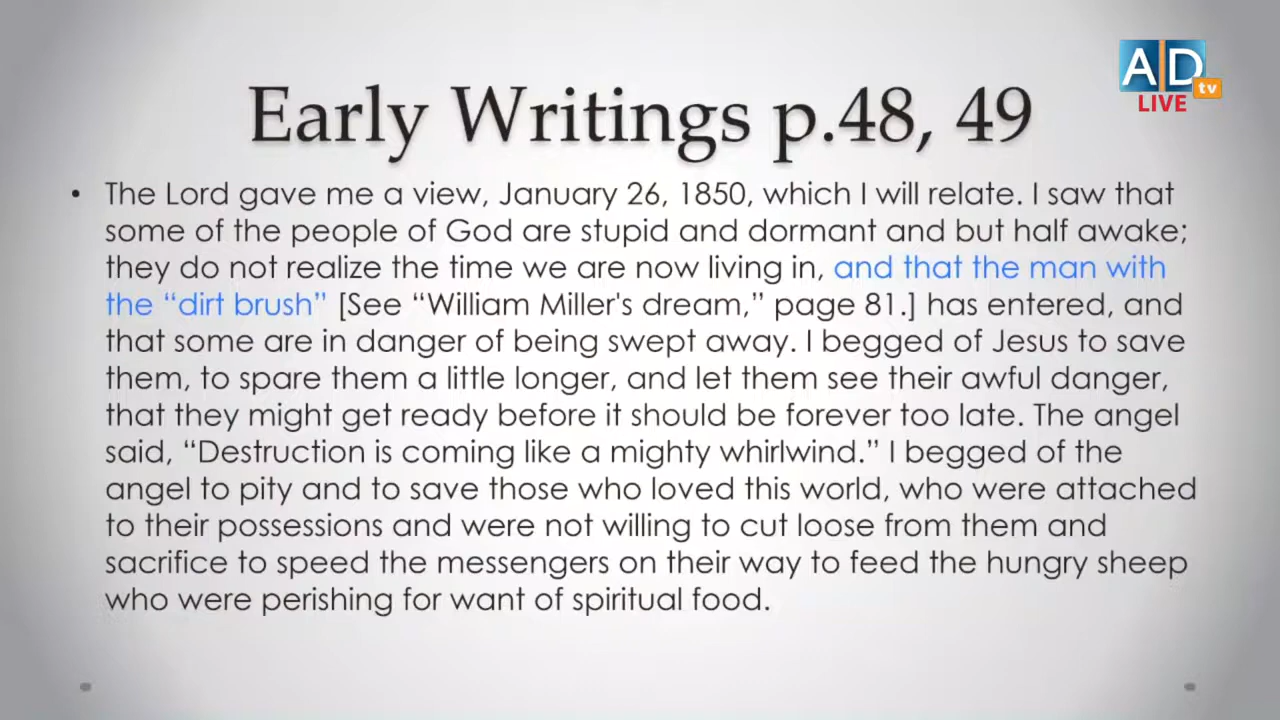 A|D
tv
LIVE
Early Writings p.48, 49
• The Lord gave me a view, January 26, 1850, which I will relate. I saw that
some of the people of God are stupid and dormant and but half awake;
they do not realize the time we are now living in, and that the man with
the “dirt brush” [See “William Miller's dream,” page 81.] has entered, and
that some are in danger of being swept away. I begged of Jesus to save
them, to spare them a little longer, and let them see their awful danger,
that they might get ready before it should be forever too late. The angel
said, “Destruction is coming like a mighty whirlwind.” I begged of the
angel to pity and to save those who loved this world, who were attached
to their possessions and were not willing to cut loose from them and
sacrifice to speed the messengers on their way to feed the hungry sheep
who were perishing for want of spiritual food.